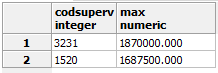 codsuperv max
integer numeric
1 3231 1870000.000
2 1520 1687500.000